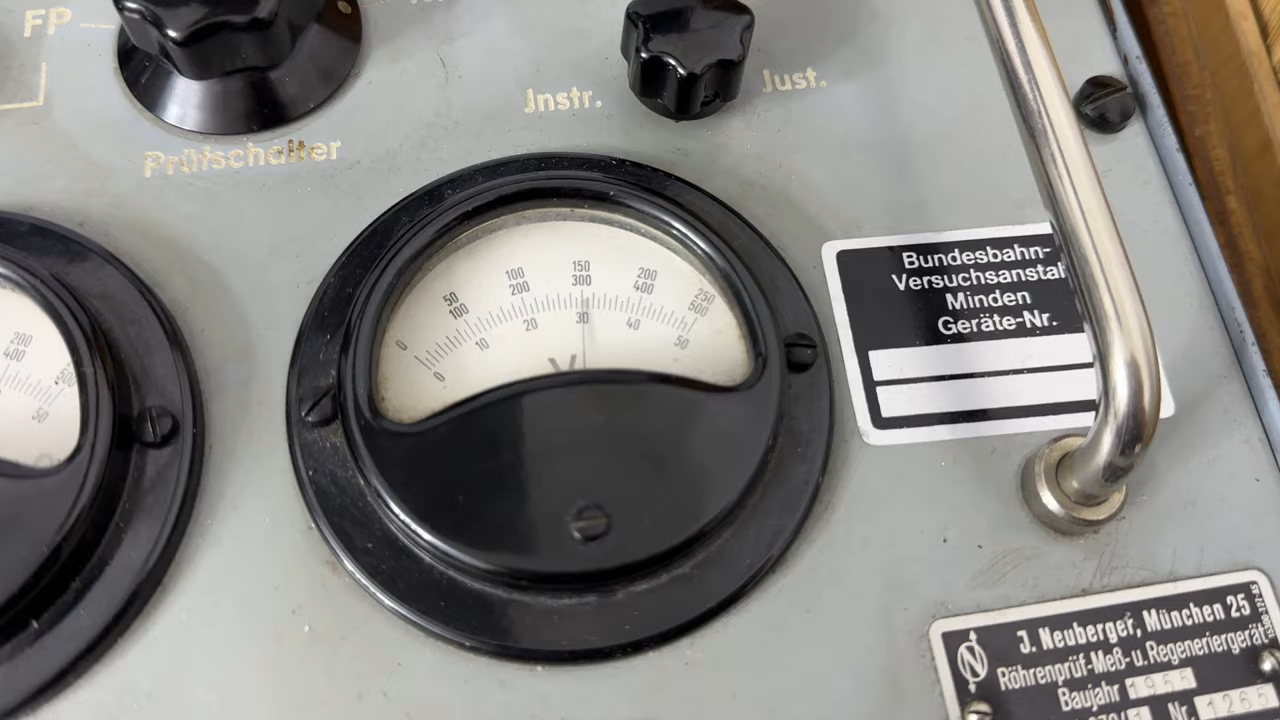 FP
Prüfschalter
Jnstr.
Just.
200
400
500
50
0 50 100 150 200 250
100 200 300 400 500
0 10 20 30 40 50
V
Bundesbahn-
Versuchsanstal
Minden
Geräte-Nr.
J. Neuberger, München 25
Röhrenprüf-Meß-u. Regeneriergerät
Baujahr 1955
Nr. 1265